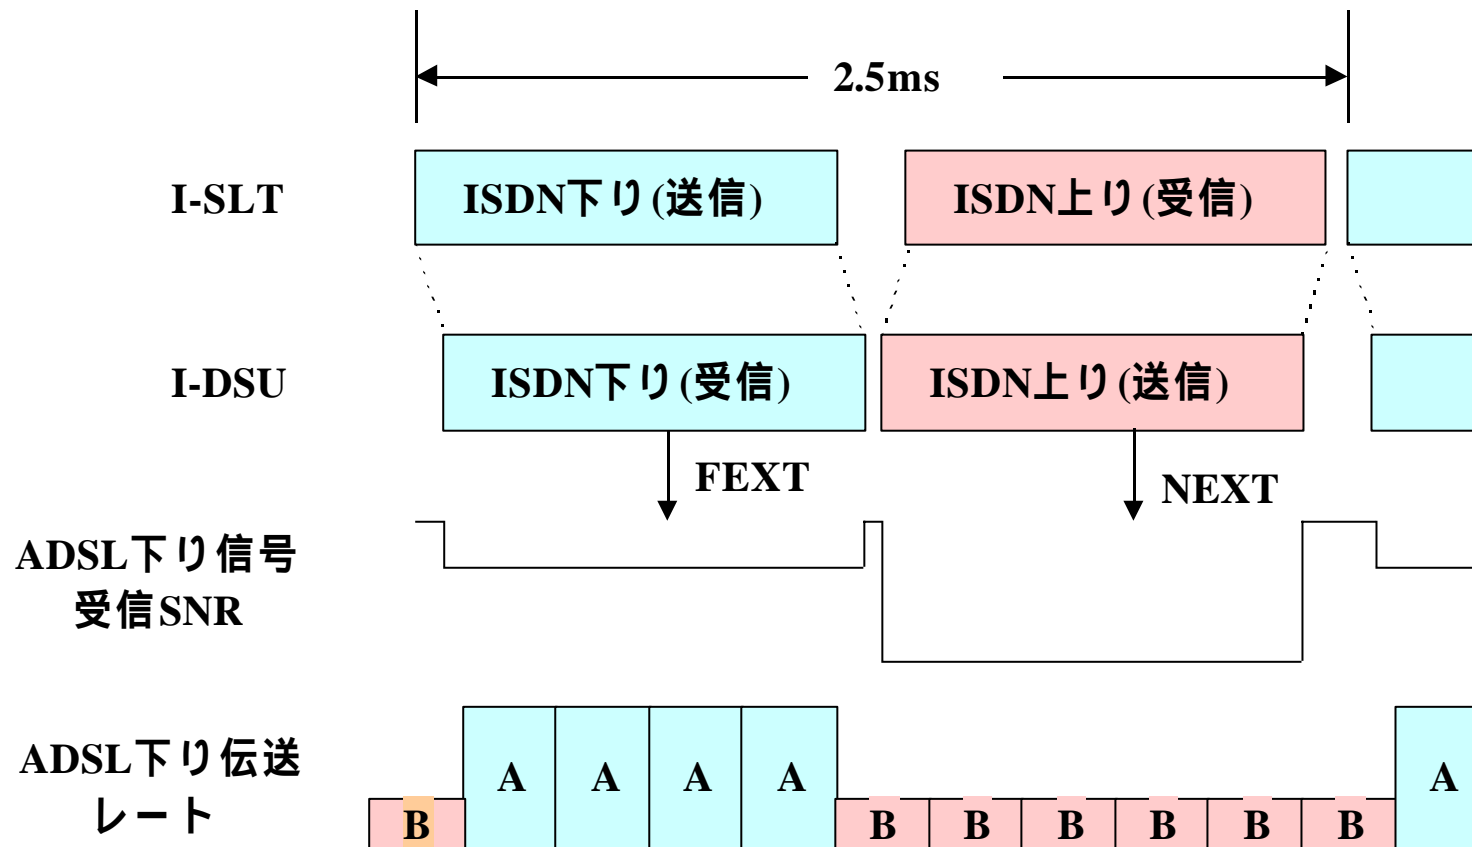 2.5ms
I-SLT
ISDN下り(送信)
ISDN上り(受信)
I-DSU
ISDN下り(受信)
ISDN上り(送信)
FEXT
NEXT
ADSL下り信号
受信SNR
ADSL下り伝送
レート
B
A
A
A
A
B
B
B
B
B
B
A